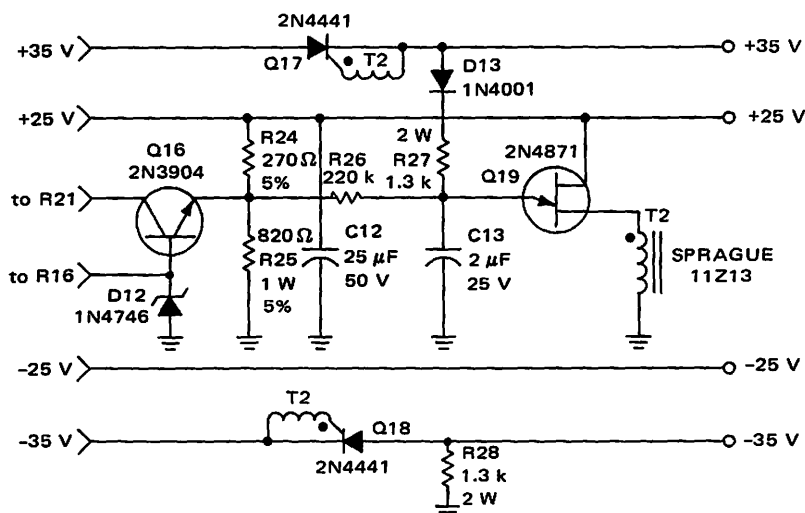 2N4441
+35 V
Q17
T2
D13
1N4001
+35 V
+25 V
+25 V
Q16
2N3904
R24
270 Ω
5%
R26
220 k
2 W
R27
1.3 k
2N4871
Q19
to R21
820 Ω
R25
1 W
5%
C12
25 μF
50 V
C13
2 μF
25 V
T2
SPRAGUE
11Z13
to R16
D12
1N4746
–25 V
–25 V
T2
Q18
–35 V
–35 V
2N4441
R28
1.3 k
2 W